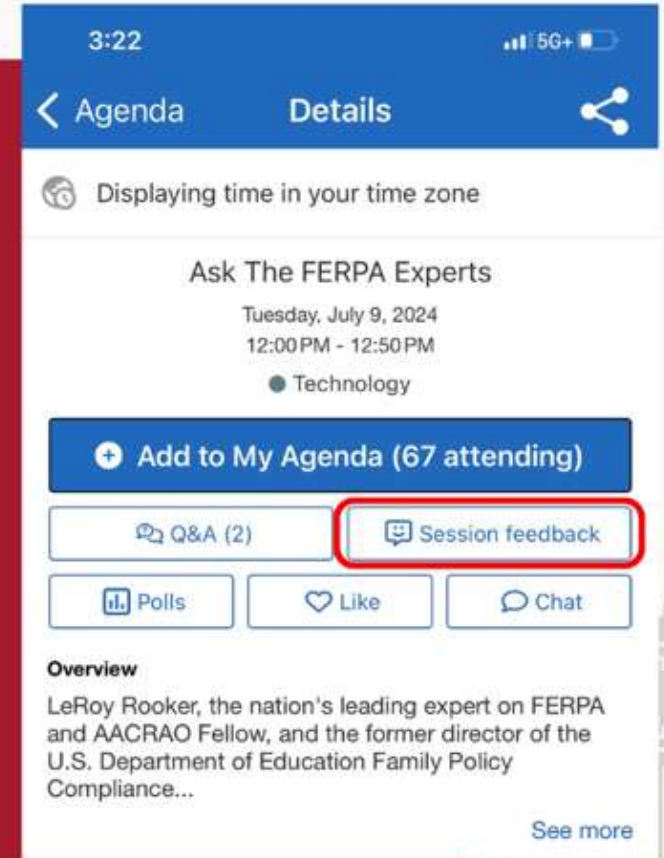 3:22 5G+
Agenda Details
Displaying time in your time zone
Ask The FERPA Experts
Tuesday, July 9, 2024
12:00 PM - 12:50 PM
Technology
Add to My Agenda (67 attending)
Q&A (2) Session feedback
Polls Like Chat
Overview
LeRoy Rooker, the nation's leading expert on FERPA
and AACRAO Fellow, and the former director of the
U.S. Department of Education Family Policy
Compliance...
See more